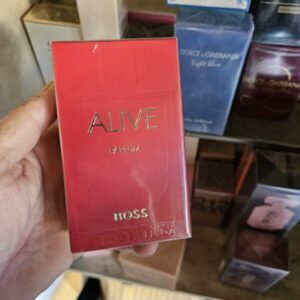 ALIVE
PARFUM
BOSS
DOLCE & GABBANA
light blue
DOLCE & GABBANA